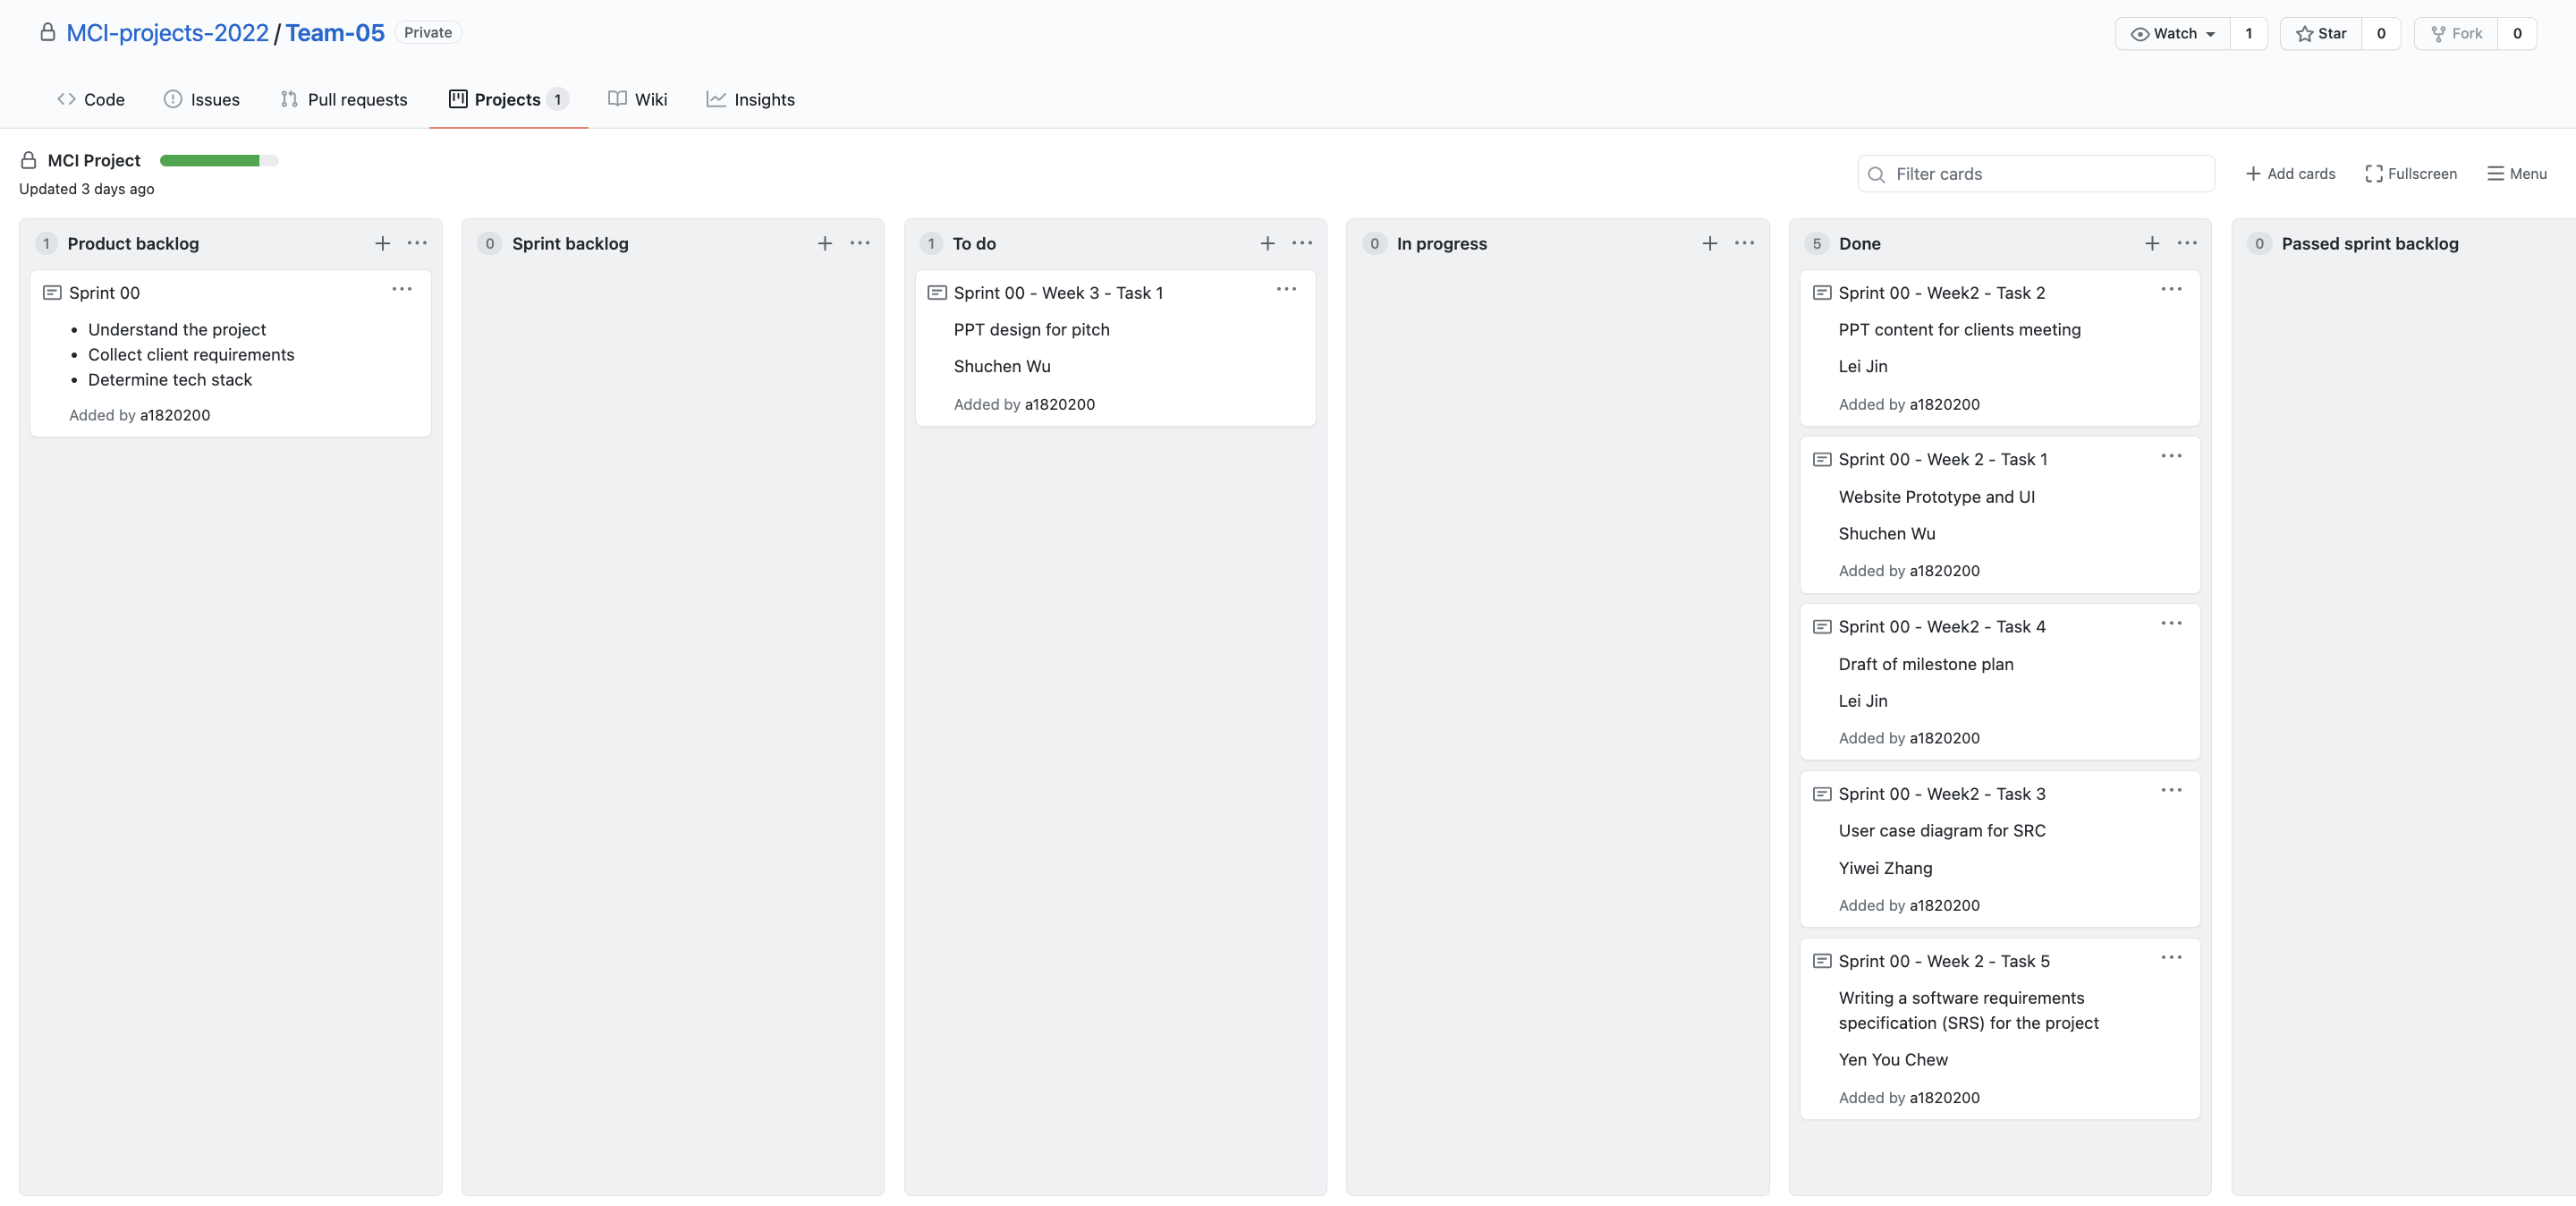 MCI-projects-2022 / Team-05 Private
Watch 1 Star 0 Fork 0
Code Issues Pull requests Projects 1 Wiki Insights
MCI Project
Updated 3 days ago
Filter cards
Add cards Fullscreen Menu
1 Product backlog
Sprint 00
Understand the project
Collect client requirements
Determine tech stack
Added by a1820200
0 Sprint backlog
1 To do
Sprint 00 - Week 3 - Task 1
PPT design for pitch
Shuchen Wu
Added by a1820200
0 In progress
5 Done
Sprint 00 - Week2 - Task 2
PPT content for clients meeting
Lei Jin
Added by a1820200
Sprint 00 - Week 2 - Task 1
Website Prototype and UI
Shuchen Wu
Added by a1820200
Sprint 00 - Week2 - Task 4
Draft of milestone plan
Lei Jin
Added by a1820200
Sprint 00 - Week2 - Task 3
User case diagram for SRC
Yiwei Zhang
Added by a1820200
Sprint 00 - Week 2 - Task 5
Writing a software requirements
specification (SRS) for the project
Yen You Chew
Added by a1820200
0 Passed sprint backlog